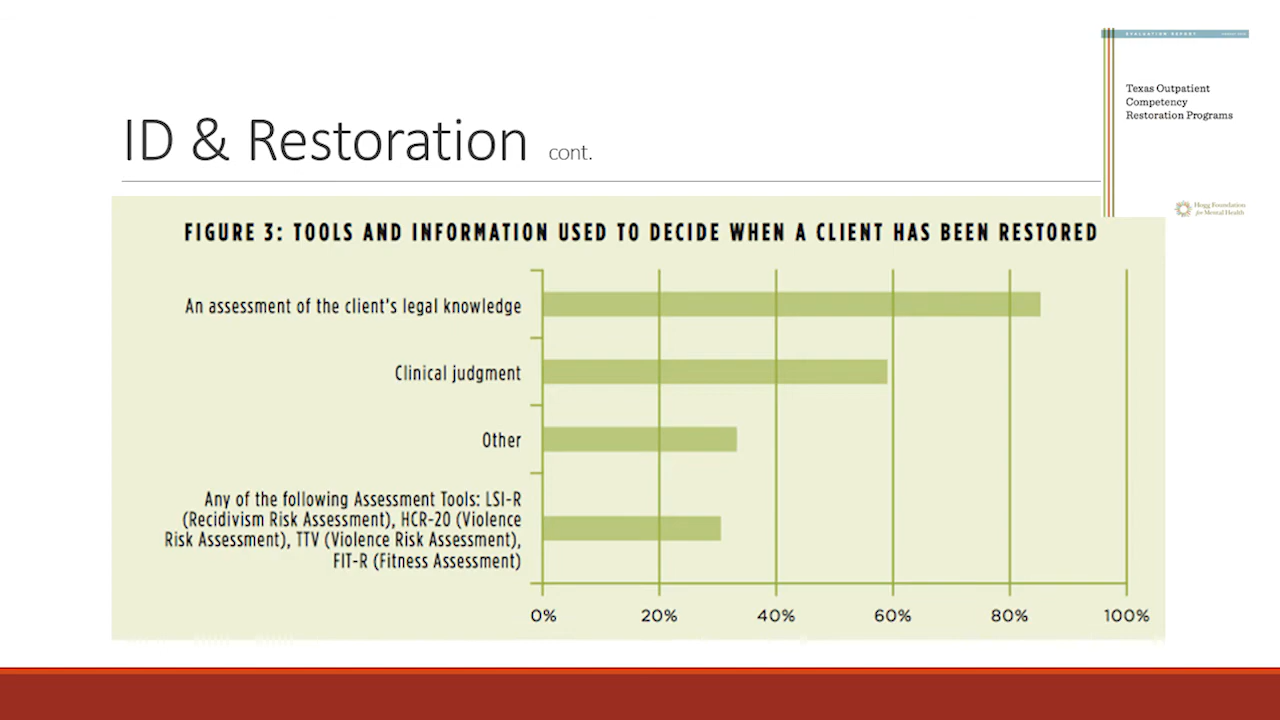 EVALUATION REPORT
Texas Outpatient
Competency
Restoration Programs
Hogg Foundation
for Mental Health
ID & Restoration cont.
FIGURE 3: TOOLS AND INFORMATION USED TO DECIDE WHEN A CLIENT HAS BEEN RESTORED
An assessment of the client's legal knowledge
Clinical judgment
Other
Any of the following Assessment Tools: LSI-R
(Recidivism Risk Assessment), HCR-20 (Violence
Risk Assessment), TTV (Violence Risk Assessment),
FIT-R (Fitness Assessment)
0% 20% 40% 60% 80% 100%